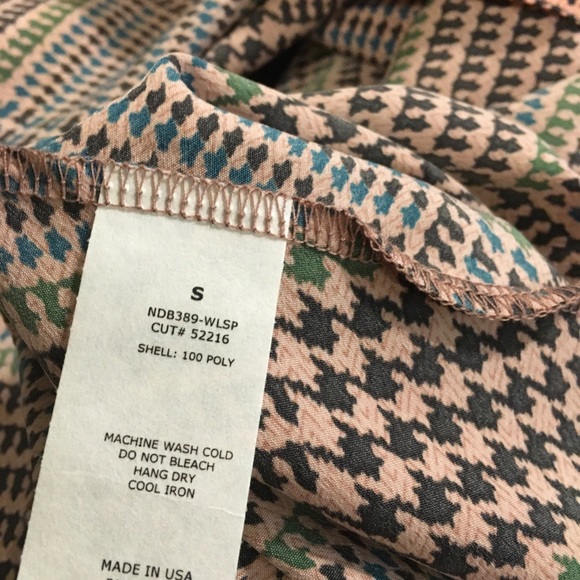 S
NDB389-WLSP
CUT# 52216
SHELL: 100 POLY
MACHINE WASH COLD
DO NOT BLEACH
HANG DRY
COOL IRON
MADE IN USA